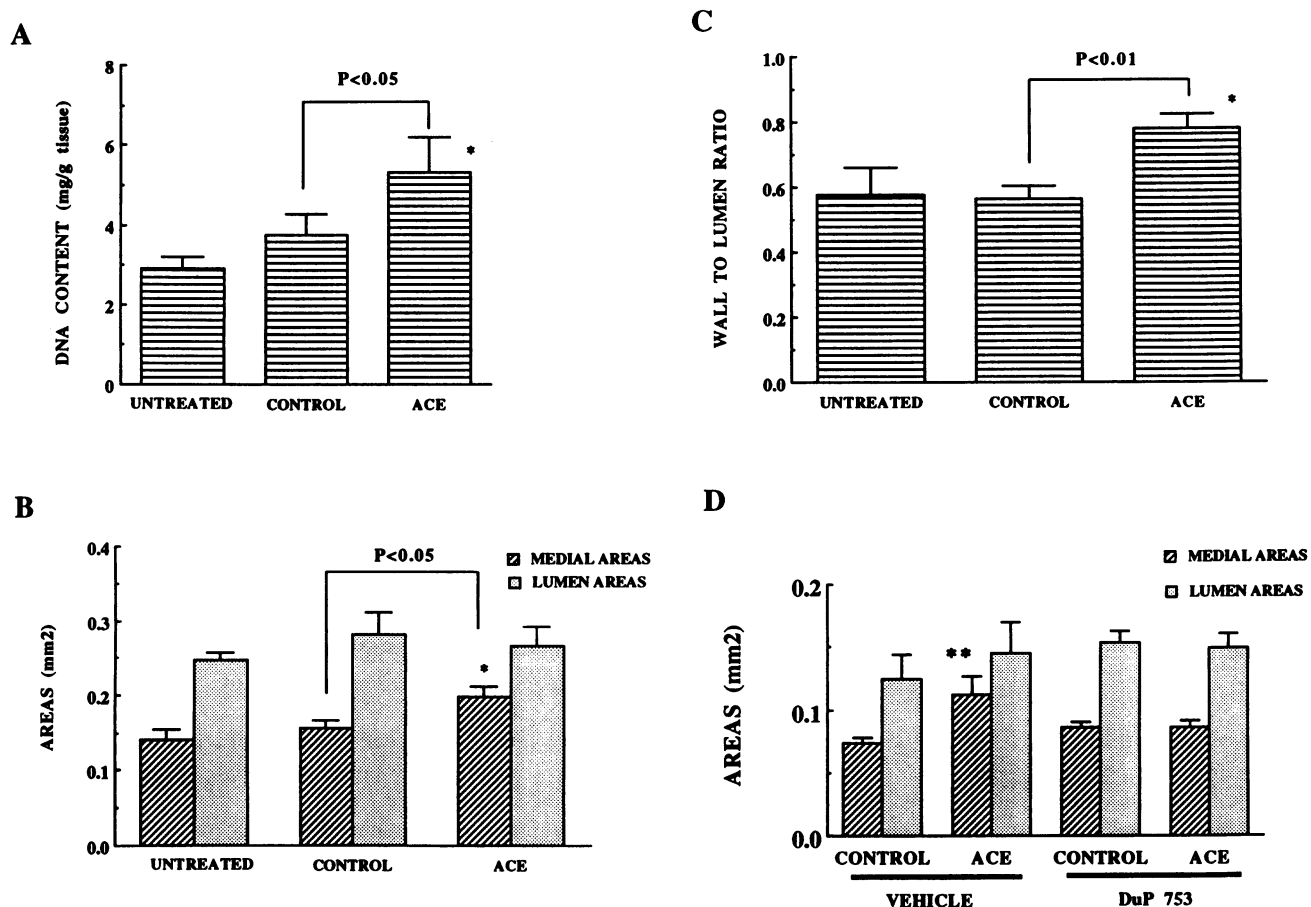 A
DNA CONTENT (mg/g tissue)
8
6
4
2
0
P<0.05
*
UNTREATED
CONTROL
ACE
C
WALL TO LUMEN RATIO
1.0
0.8
0.6
0.4
0.2
0.0
P<0.01
*
UNTREATED
CONTROL
ACE
B
AREAS (mm2)
0.4
0.3
0.2
0.1
0.0
P<0.05
*
MEDIAL AREAS
LUMEN AREAS
UNTREATED
CONTROL
ACE
D
AREAS (mm2)
0.2
0.1
0.0
**
MEDIAL AREAS
LUMEN AREAS
CONTROL
ACE
CONTROL
ACE
VEHICLE
DuP 753